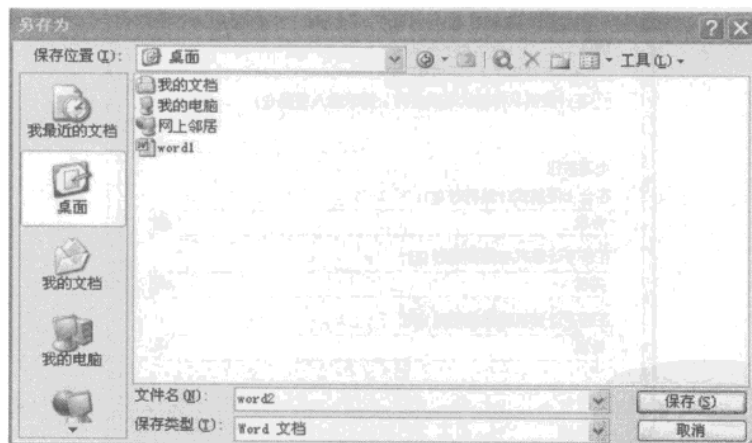 另存为
保存位置(I):
桌面
工具(L)
我的文档
我的电脑
网上邻居
word1
我最近的文档
桌面
我的文档
我的电脑
文件名(N):
word2
保存(S)
保存类型(T):
Word 文档
取消